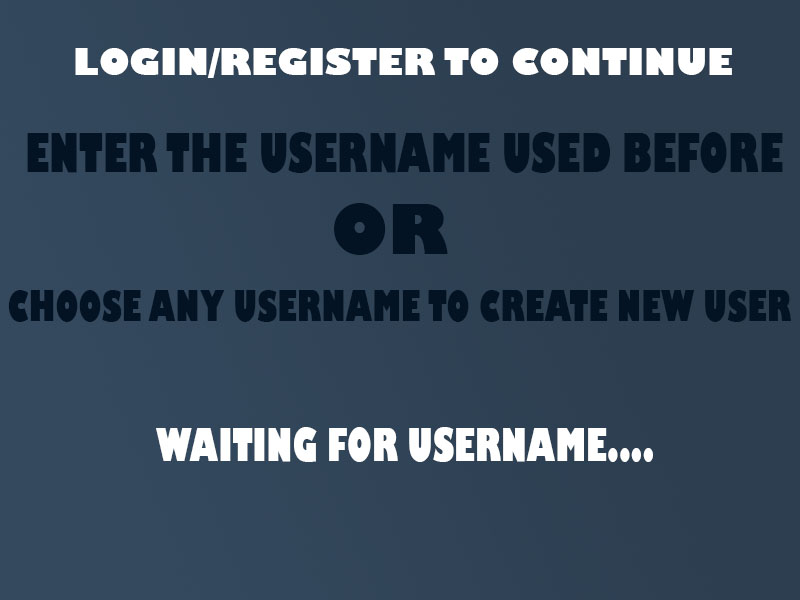 LOGIN/REGISTER TO CONTINUE
ENTER THE USERNAME USED BEFORE
OR
CHOOSE ANY USERNAME TO CREATE NEW USER
WAITING FOR USERNAME....